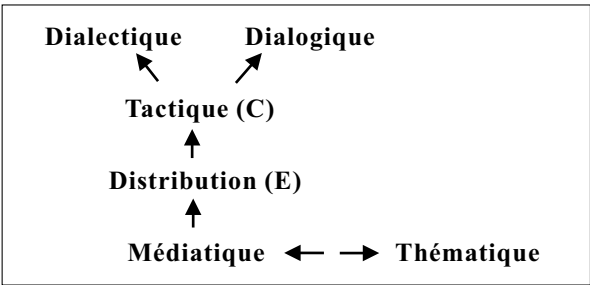 Dialectique Dialogique
Tactique (C)
Distribution (E)
Médiatique Thématique